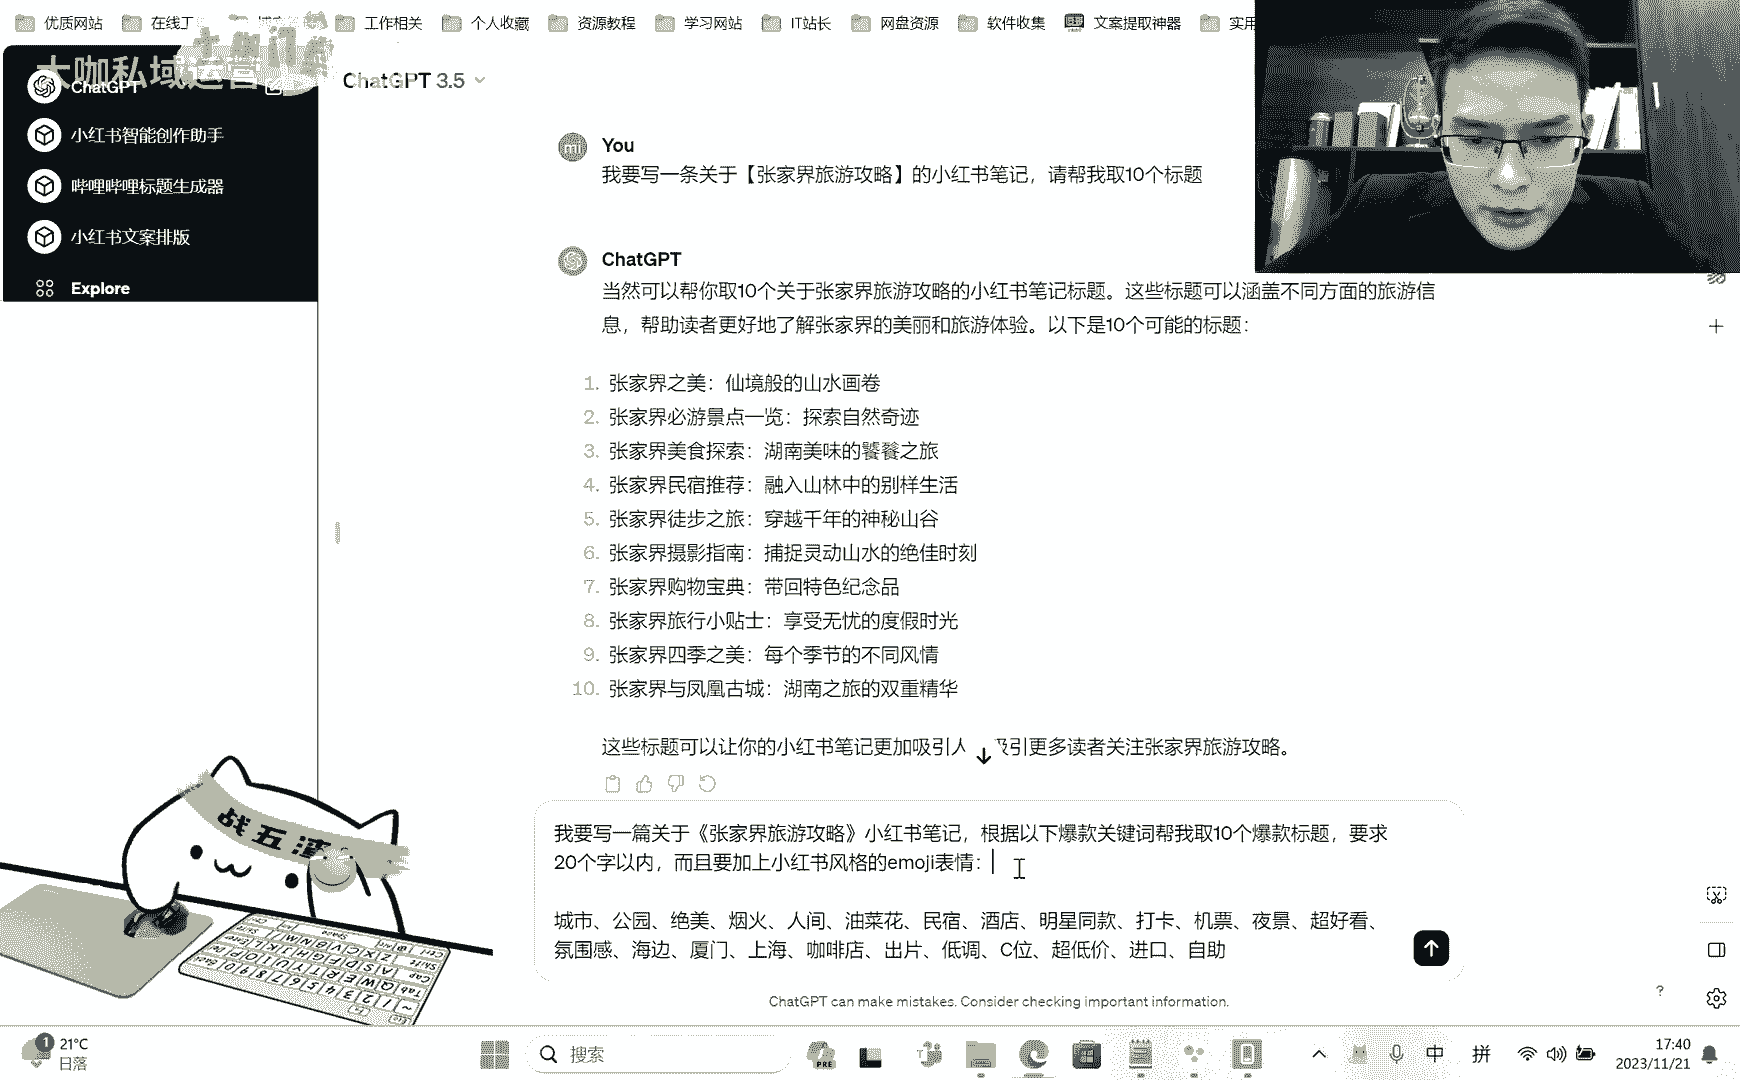 优质网站
在线工
工作相关
个人收藏
资源教程
学习网站
IT站长
网盘资源
软件收集
文案提取神器
实用
大咖私域运营
ChatGPT
小红书智能创作助手
哔哩哔哩标题生成器
小红书文案排版
Explore
ChatGPT 3.5
You
我要写一条关于【张家界旅游攻略】的小红书笔记，请帮我取10个标题
ChatGPT
当然可以帮你取10个关于张家界旅游攻略的小红书笔记标题。这些标题可以涵盖不同方面的旅游信
息，帮助读者更好地了解张家界的美丽和旅游体验。以下是10个可能的标题：
1. 张家界之美：仙境般的山水画卷
2. 张家界必游景点一览：探索自然奇迹
3. 张家界美食探索：湖南美味的饕餮之旅
4. 张家界民宿推荐：融入山林中的别样生活
5. 张家界徒步之旅：穿越千年的神秘山谷
6. 张家界摄影指南：捕捉灵动山水的绝佳时刻
7. 张家界购物宝典：带回特色纪念品
8. 张家界旅行小贴士：享受无忧的度假时光
9. 张家界四季之美：每个季节的不同风情
10. 张家界与凤凰古城：湖南之旅的双重精华
这些标题可以让你的小红书笔记更加吸引人 吸引更多读者关注张家界旅游攻略。
我要写一篇关于《张家界旅游攻略》小红书笔记，根据以下爆款关键词帮我取10个爆款标题，要求
20个字以内，而且要加上小红书风格的emoji表情：
城市、公园、绝美、烟火、人间、油菜花、民宿、酒店、明星同款、打卡、机票、夜景、超好看、
氛围感、海边、厦门、上海、咖啡店、出片、低调、C位、超低价、进口、自助
ChatGPT can make mistakes. Consider checking important information.
?
战五渣
1
21°C
日落
搜索
PRE
中
拼
17:40
2023/11/21